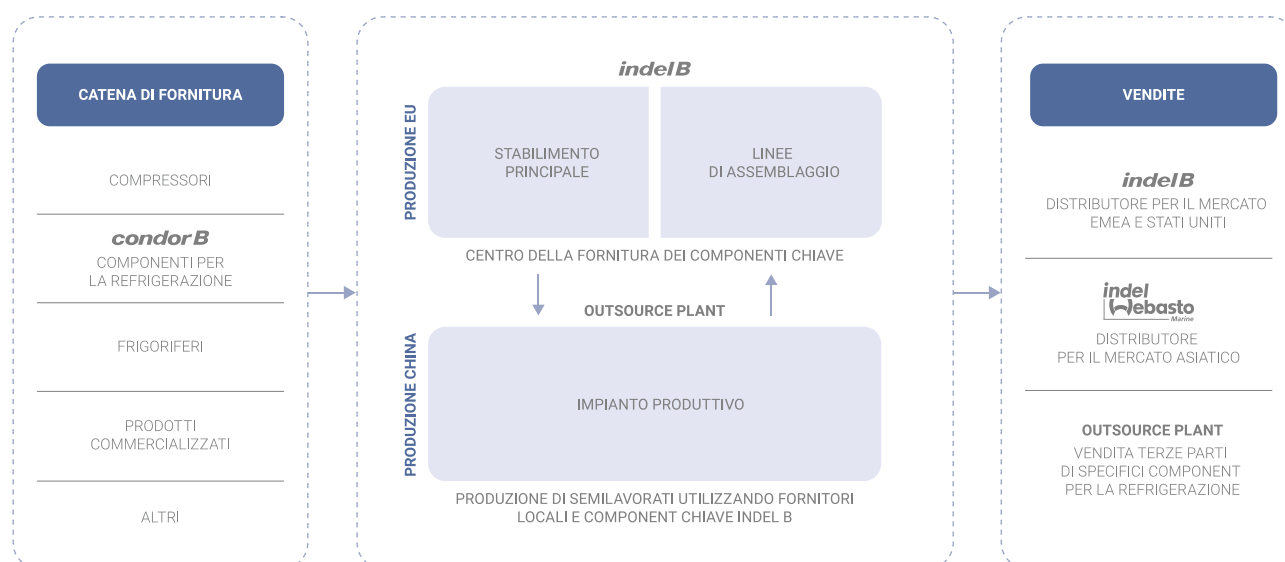 CATENA DI FORNITURA
COMPRESSORI
condorB
COMPONENTI PER
LA REFRIGERAZIONE
FRIGORIFERI
PRODOTTI
COMMERCIALIZZATI
ALTRI
indelB
PRODUZIONE EU
STABILIMENTO
PRINCIPALE
LINEE
DI ASSEMBLAGGIO
CENTRO DELLA FORNITURA DEI COMPONENTI CHIAVE
OUTSOURCE PLANT
PRODUZIONE CHINA
IMPIANTO PRODUTTIVO
PRODUZIONE DI SEMILAVORATI UTILIZZANDO FORNITORI
LOCALI E COMPONENT CHIAVE INDEL B
VENDITE
indelB
DISTRIBUTORE PER IL MERCATO
EMEA E STATI UNITI
indel
Webasto
Marine
DISTRIBUTORE
PER IL MERCATO ASIATICO
OUTSOURCE PLANT
VENDITA TERZE PARTI
DI SPECIFICI COMPONENT
PER LA REFRIGERAZIONE